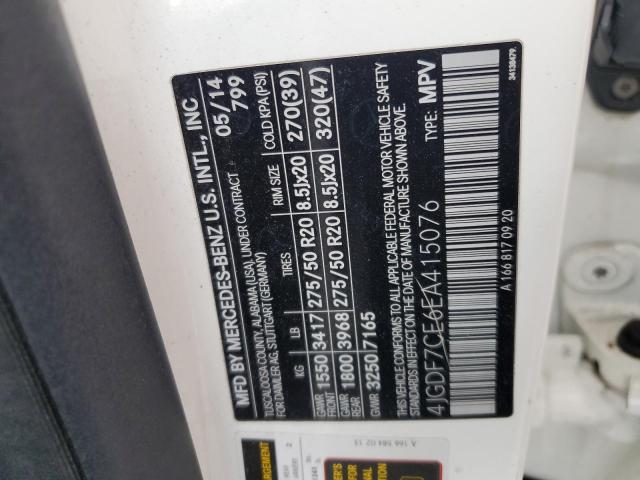 MFD BY MERCEDES-BENZ U.S. INTL., INC
TUSCALOOSA COUNTY, ALABAMA (USA), UNDER CONTRACT
FOR DAIMLER AG, STUTTGART (GERMANY)
05/14
799
KG LB TIRES RIM SIZE COLD KPA (PSI)
GAWR FRONT 1550 3417 275/50 R20 8.5Jx20 270(39)
GAWR REAR 1800 3968 275/50 R20 8.5Jx20 320(47)
GVWR 3250 7165
CONFORMS TO ALL APPLICABLE FEDERAL MOTOR VEHICLE SAFETY
STANDARDS IN EFFECT ON THE DATE OF MANUFACTURE SHOWN ABOVE.
4JGDF7CE6EA415076 TYPE: MPV
A 166 817 09 20
34138479.
A 166 584 02 13